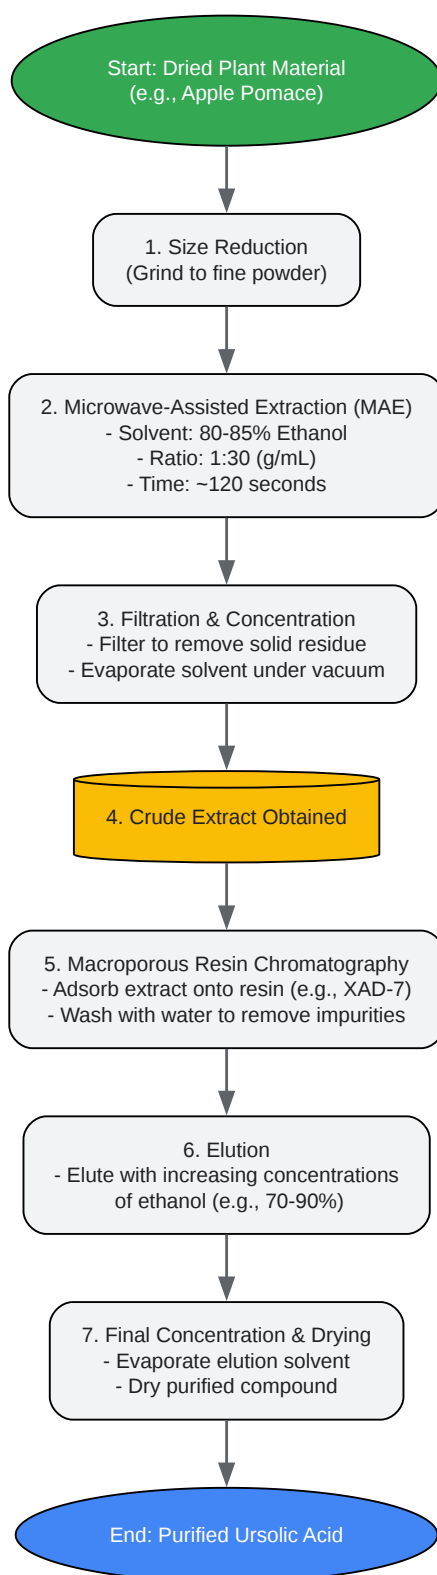 Start: Dried Plant Material
(e.g., Apple Pomace)
1. Size Reduction
(Grind to fine powder)
2. Microwave-Assisted Extraction (MAE)
- Solvent: 80-85% Ethanol
- Ratio: 1:30 (g/mL)
- Time: ~120 seconds
3. Filtration & Concentration
- Filter to remove solid residue
- Evaporate solvent under vacuum
4. Crude Extract Obtained
5. Macroporous Resin Chromatography
- Adsorb extract onto resin (e.g., XAD-7)
- Wash with water to remove impurities
6. Elution
- Elute with increasing concentrations
of ethanol (e.g., 70-90%)
7. Final Concentration & Drying
- Evaporate elution solvent
- Dry purified compound
End: Purified Ursolic Acid